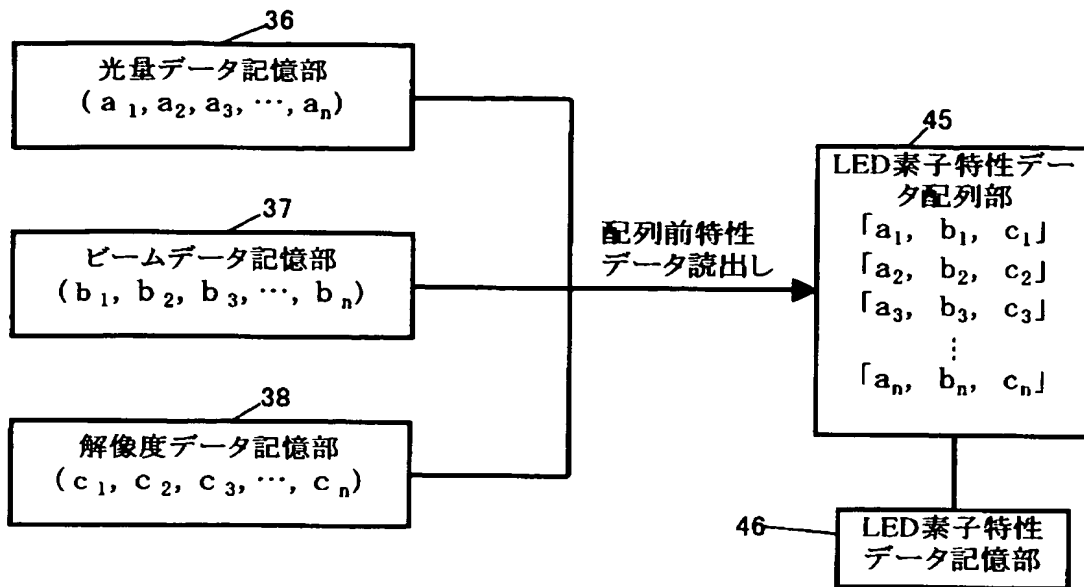 36
光量データ記憶部
(a1, a2, a3, …, an)
37
ビームデータ記憶部
(b1, b2, b3, …, bn)
38
解像度データ記憶部
(c1, c2, c3, …, cn)
配列前特性
データ読出し
45
LED素子特性デー
タ配列部
「a1, b1, c1」
「a2, b2, c2」
「a3, b3, c3」
⋮
「an, bn, cn」
46
LED素子特性
データ記憶部